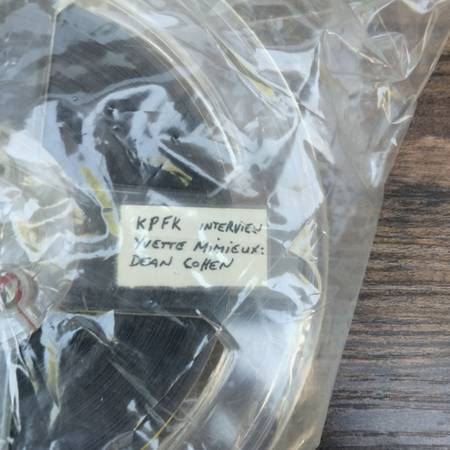 KPFK INTERVIEW
YVETTE MIMIEUX:
DEAN COHEN